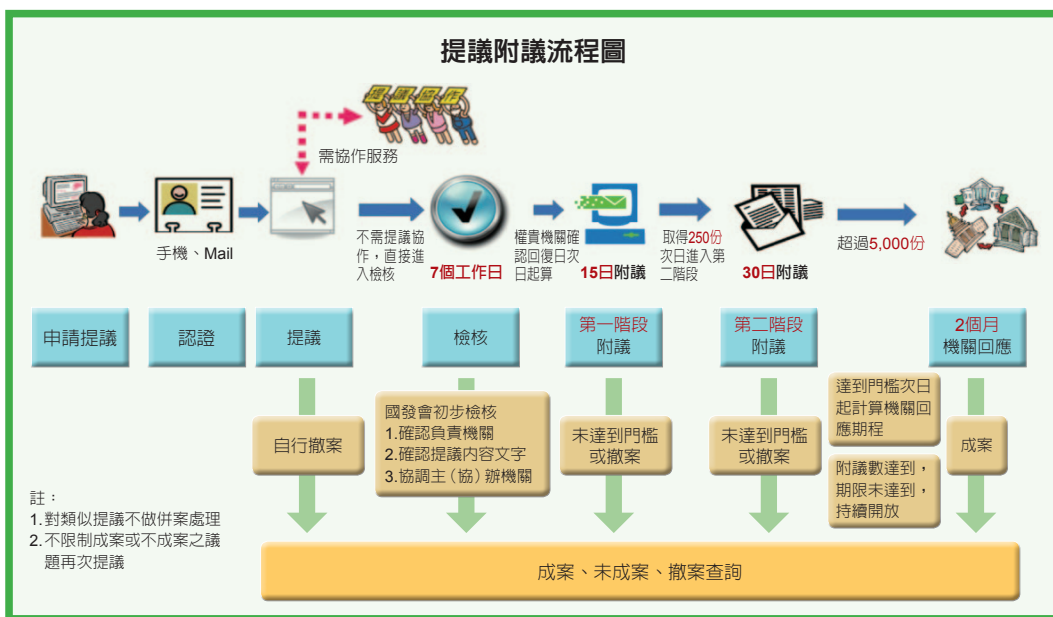 提議附議流程圖
提議協作
需協作服務
手機、Mail
不需提議協
作，直接進
入檢核
7個工作日
權責機關確
認回復日次
日起算
15日附議
取得250份
次日進入第
二階段
30日附議
超過5,000份
申請提議
認證
提議
檢核
第一階段
附議
第二階段
附議
2個月
機關回應
自行撤案
國發會初步檢核
1.確認負責機關
2.確認提議內容文字
3.協調主（協）辦機關
未達到門檻
或撤案
未達到門檻
或撤案
達到門檻次日
起計算機關回
應期程
附議數達到，
期限未達到，
持續開放
成案
註：
1.對類似提議不做併案處理
2.不限制成案或不成案之議
題再次提議
成案、未成案、撤案查詢